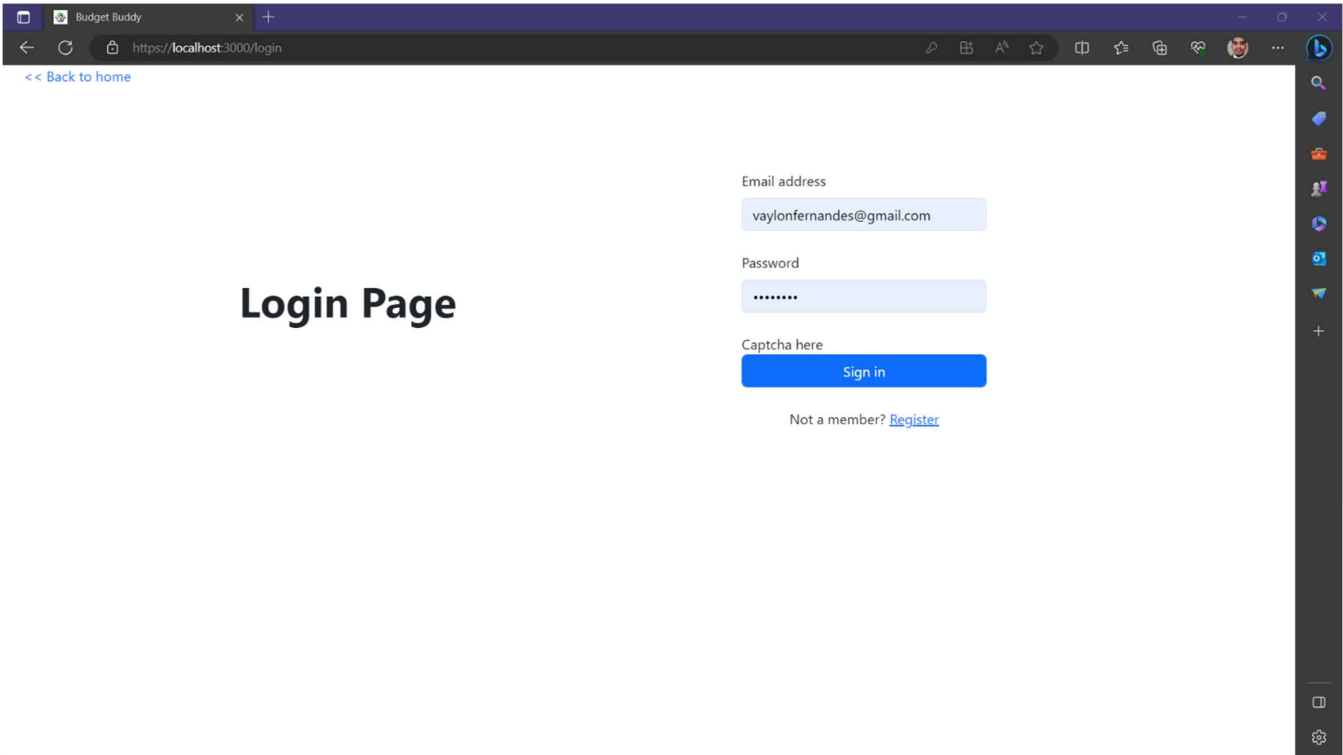 Budget Buddy
https://localhost:3000/login
<< Back to home
Email address
vaylonfernandes@gmail.com
Password
••••••••
Login Page
Captcha here
Sign in
Not a member? Register